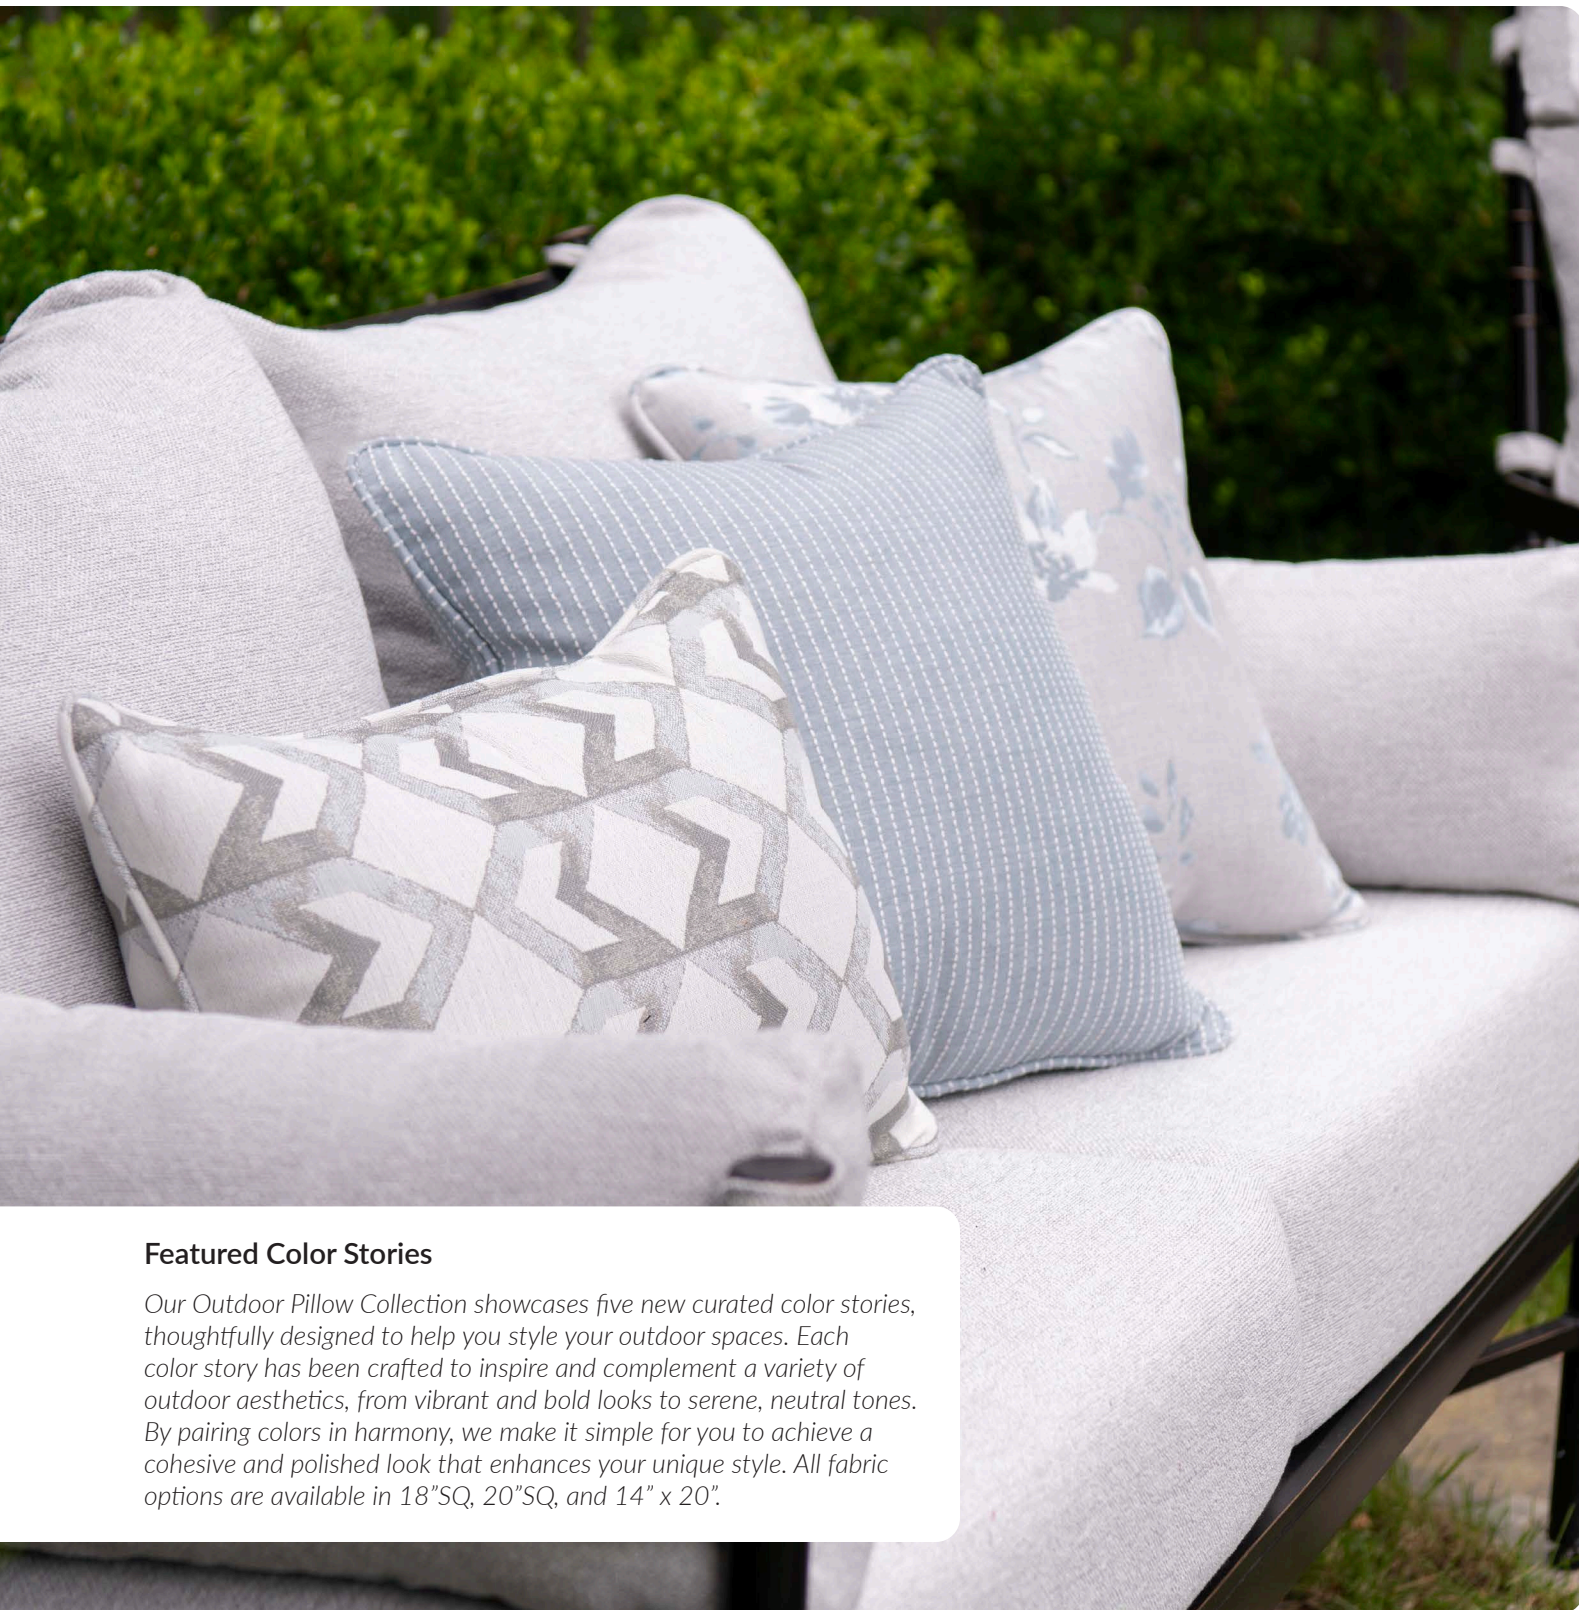 Featured Color Stories
Our Outdoor Pillow Collection showcases five new curated color stories,
thoughtfully designed to help you style your outdoor spaces. Each
color story has been crafted to inspire and complement a variety of
outdoor aesthetics, from vibrant and bold looks to serene, neutral tones.
By pairing colors in harmony, we make it simple for you to achieve a
cohesive and polished look that enhances your unique style. All fabric
options are available in 18”SQ, 20”SQ, and 14” x 20”.